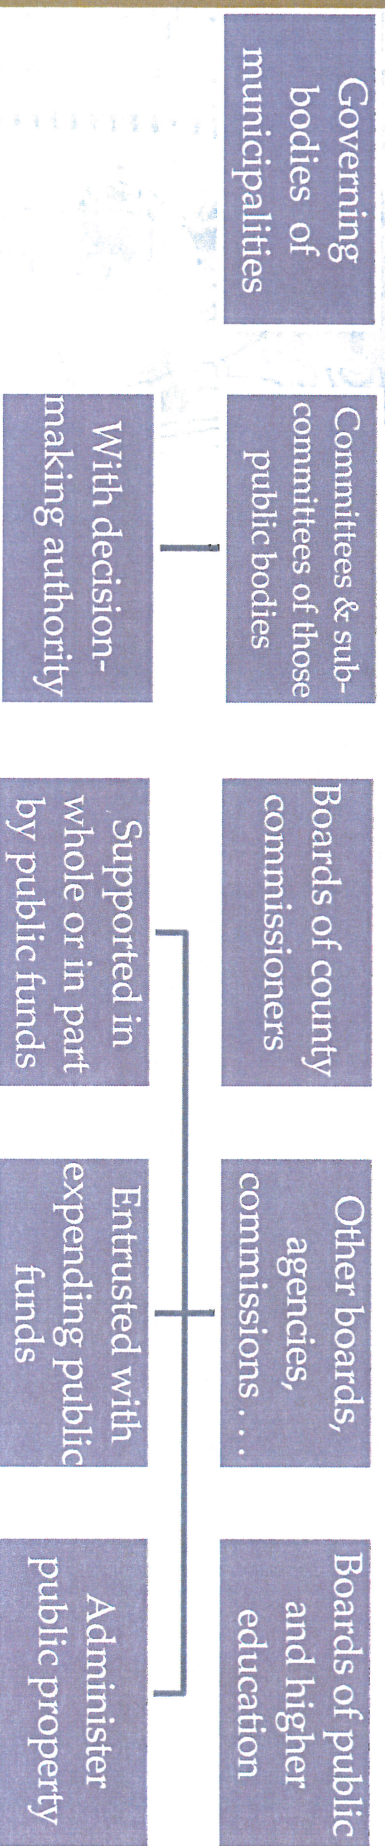 Governing
bodies of
municipalities
Committees & sub-
committees of those
public bodies
Boards of county
commissioners
Other boards,
agencies,
commissions . . .
Boards of public
and higher
education
With decision-
making authority
Supported in
whole or in part
by public funds
Entrusted with
expending public
funds
Administer
public property